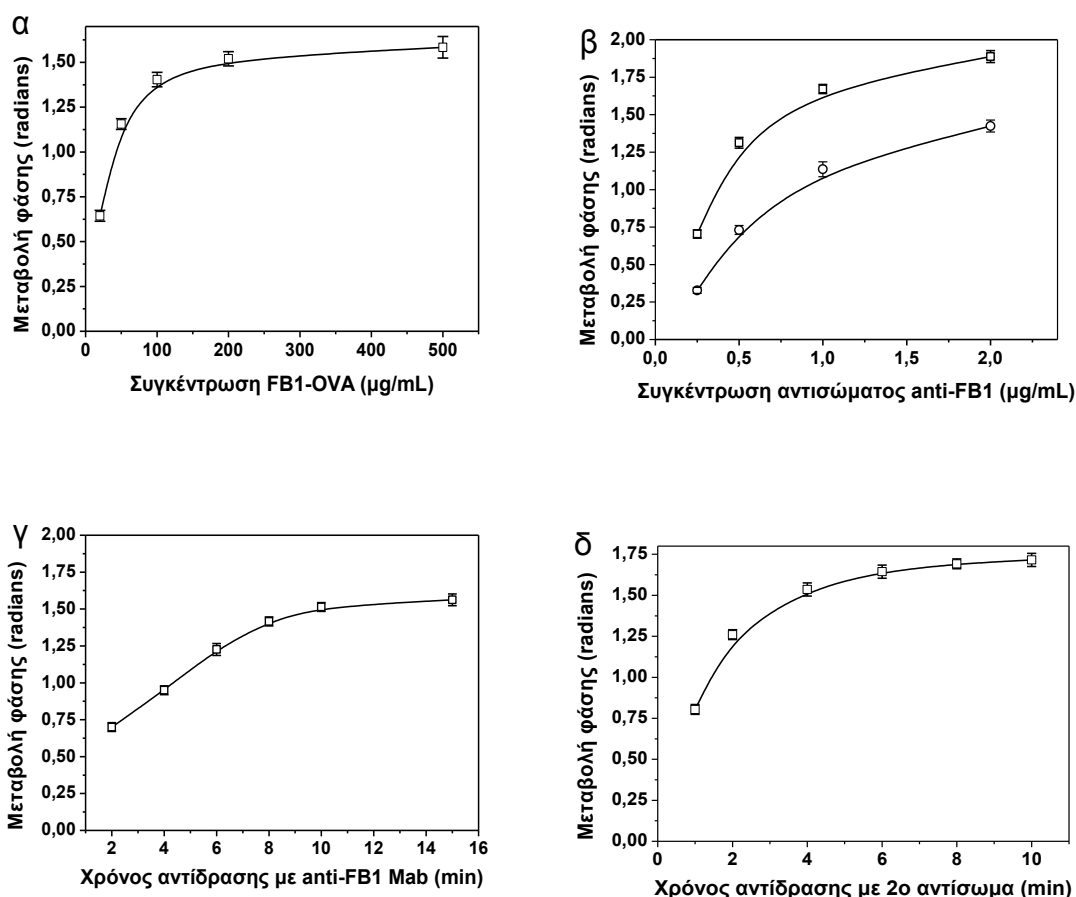 α
Μεταβολή φάσης (radians)
1,50
1,25
1,00
0,75
0,50
0,25
0,00
0 100 200 300 400 500
Συγκέντρωση FB1-OVA (μg/mL)
β
Μεταβολή φάσης (radians)
2,00
1,75
1,50
1,25
1,00
0,75
0,50
0,25
0,00
0,0 0,5 1,0 1,5 2,0
Συγκέντρωση αντισώματος anti-FB1 (μg/mL)
γ
Μεταβολή φάσης (radians)
2,00
1,75
1,50
1,25
1,00
0,75
0,50
0,25
0,00
2 4 6 8 10 12 14 16
Χρόνος αντίδρασης με anti-FB1 Mab (min)
δ
Μεταβολή φάσης (radians)
1,75
1,50
1,25
1,00
0,75
0,50
0,25
0,00
0 2 4 6 8 10
Χρόνος αντίδρασης με 2ο αντίσωμα (min)